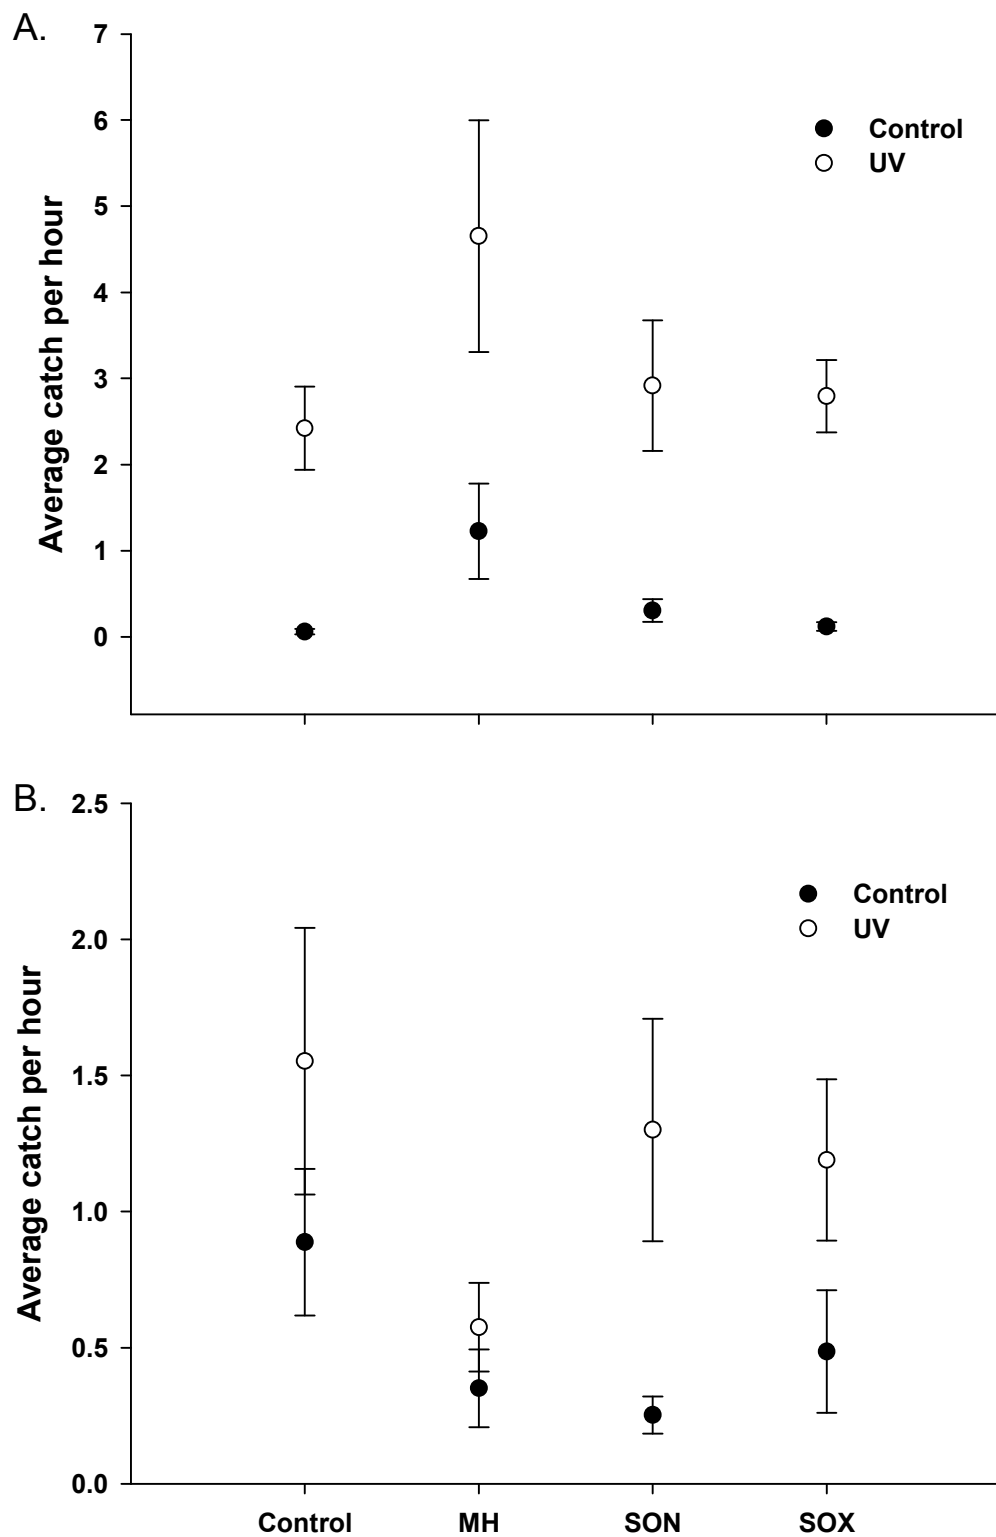 A.
7
6
5
4
3
2
1
0
Average catch per hour
Control
UV
B.
2.5
2.0
1.5
1.0
0.5
0.0
Average catch per hour
Control
UV
Control MH SON SOX